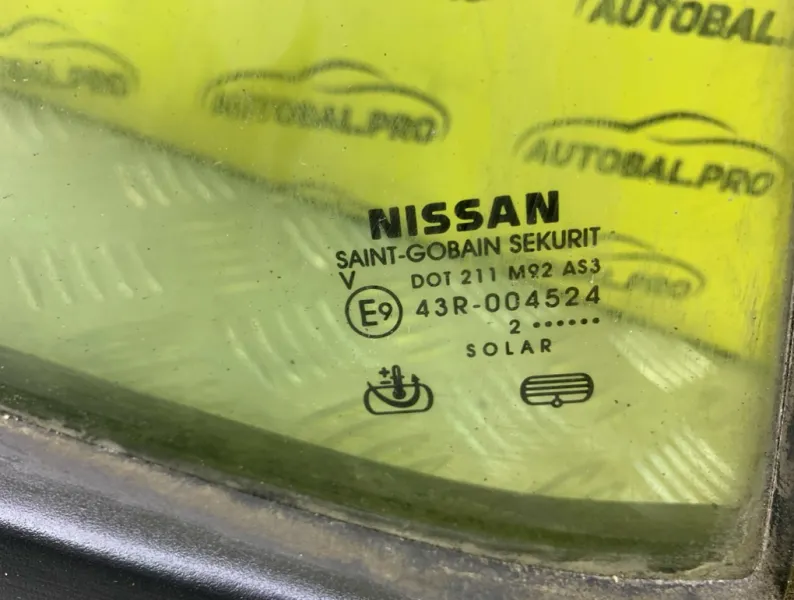 AUTOBAL.
AUTOBAL.PRO
AUTOBAL.PRO
NISSAN
SAINT-GOBAIN SEKURIT
V DOT 211 M92 AS3
E9 43R-004524
2 ••••••
SOLAR